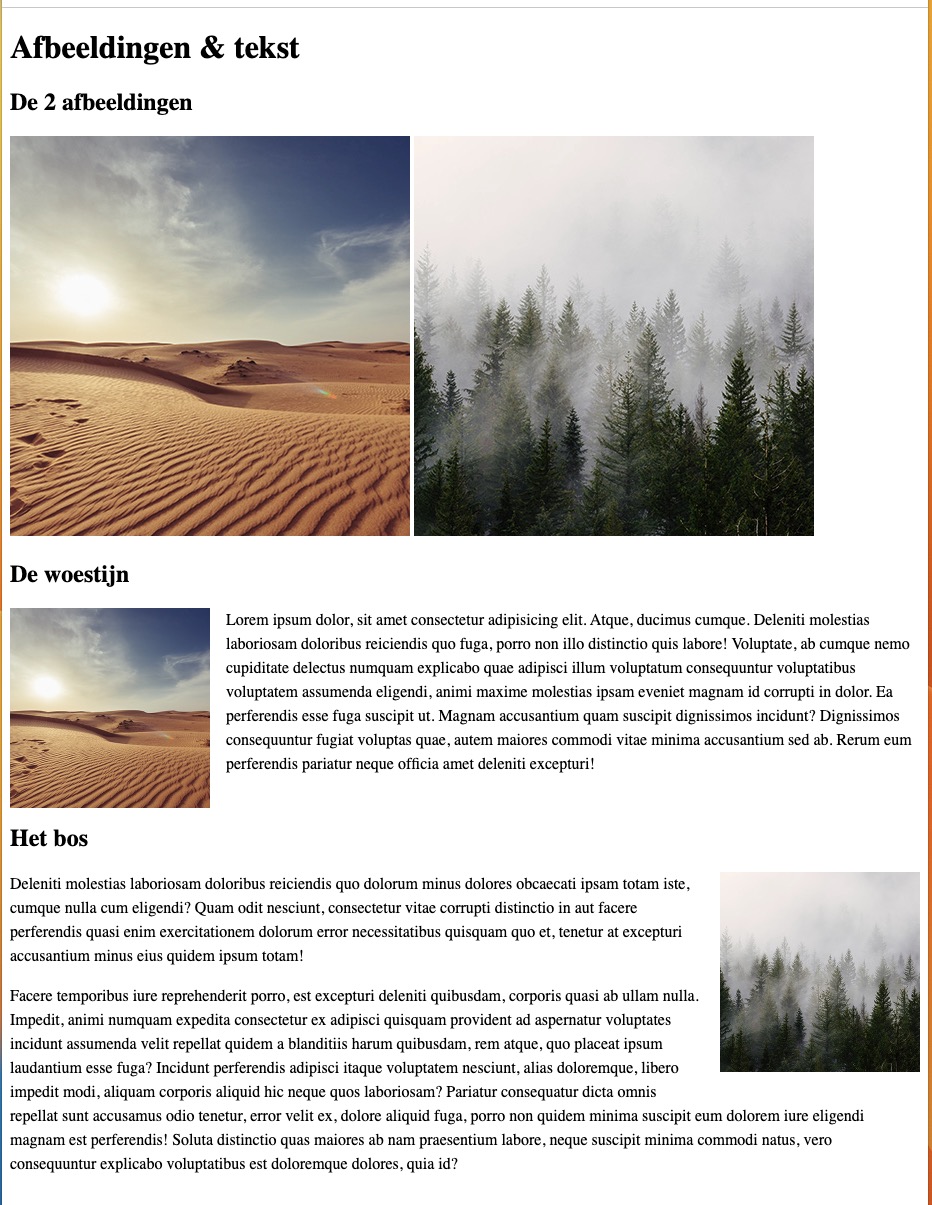 Afbeeldingen & tekst
De 2 afbeeldingen
De woestijn
Lorem ipsum dolor, sit amet consectetur adipisicing elit. Atque, ducimus cumque. Deleniti molestias
laboriosam doloribus reiciendis quo fuga, porro non illo distinctio quis labore! Voluptate, ab cumque nemo
cupiditate delectus numquam explicabo quae adipisci illum voluptatum consequuntur voluptatibus
voluptatem assumenda eligendi, animi maxime molestias ipsam eveniet magnam id corrupti in dolor. Ea
perferendis esse fuga suscipit ut. Magnam accusantium quam suscipit dignissimos incidunt? Dignissimos
consequuntur fugiat voluptas quae, autem maiores commodi vitae minima accusantium sed ab. Rerum eum
perferendis pariatur neque officia amet deleniti excepturi!
Het bos
Deleniti molestias laboriosam doloribus reiciendis quo dolorum minus dolores obcaecati ipsam totam iste,
cumque nulla cum eligendi? Quam odit nesciunt, consectetur vitae corrupti distinctio in aut facere
perferendis quasi enim exercitationem dolorum error necessitatibus quisquam quo et, tenetur at excepturi
accusantium minus eius quidem ipsum totam!
Facere temporibus iure reprehenderit porro, est excepturi deleniti quibusdam, corporis quasi ab ullam nulla.
Impedit, animi numquam expedita consectetur ex adipisci quisquam provident ad aspernatur voluptates
incidunt assumenda velit repellat quidem a blanditiis harum quibusdam, rem atque, quo placeat ipsum
laudantium esse fuga? Incidunt perferendis adipisci itaque voluptatem nesciunt, alias doloremque, libero
impedit modi, aliquam corporis aliquid hic neque quos laboriosam? Pariatur consequatur dicta omnis
repellat sunt accusamus odio tenetur, error velit ex, dolore aliquid fuga, porro non quidem minima suscipit eum dolorem iure eligendi
magnam est perferendis! Soluta distinctio quas maiores ab nam praesentium labore, neque suscipit minima commodi natus, vero
consequuntur explicabo voluptatibus est doloremque dolores, quia id?